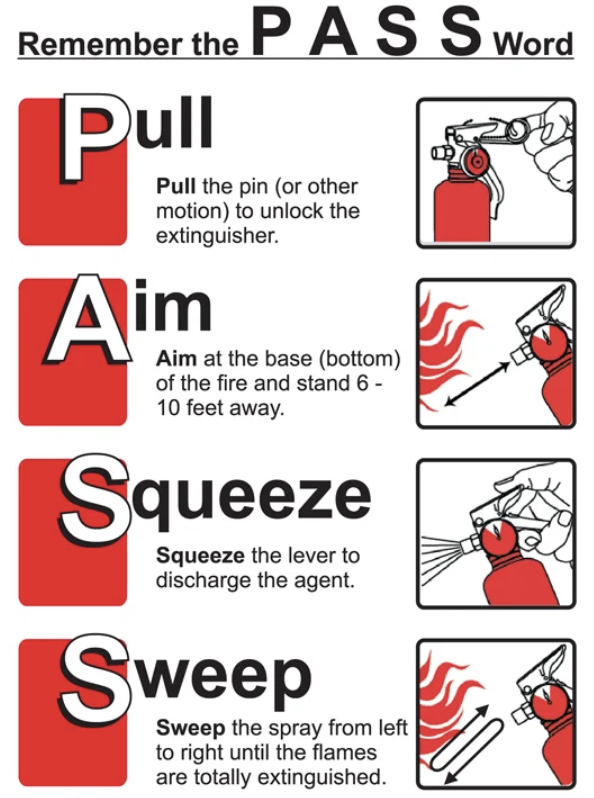 Remember the P A S S Word
Pull
Pull the pin (or other
motion) to unlock the
extinguisher.
Aim
Aim at the base (bottom)
of the fire and stand 6 -
10 feet away.
Squeeze
Squeeze the lever to
discharge the agent.
Sweep
Sweep the spray from left
to right until the flames
are totally extinguished.